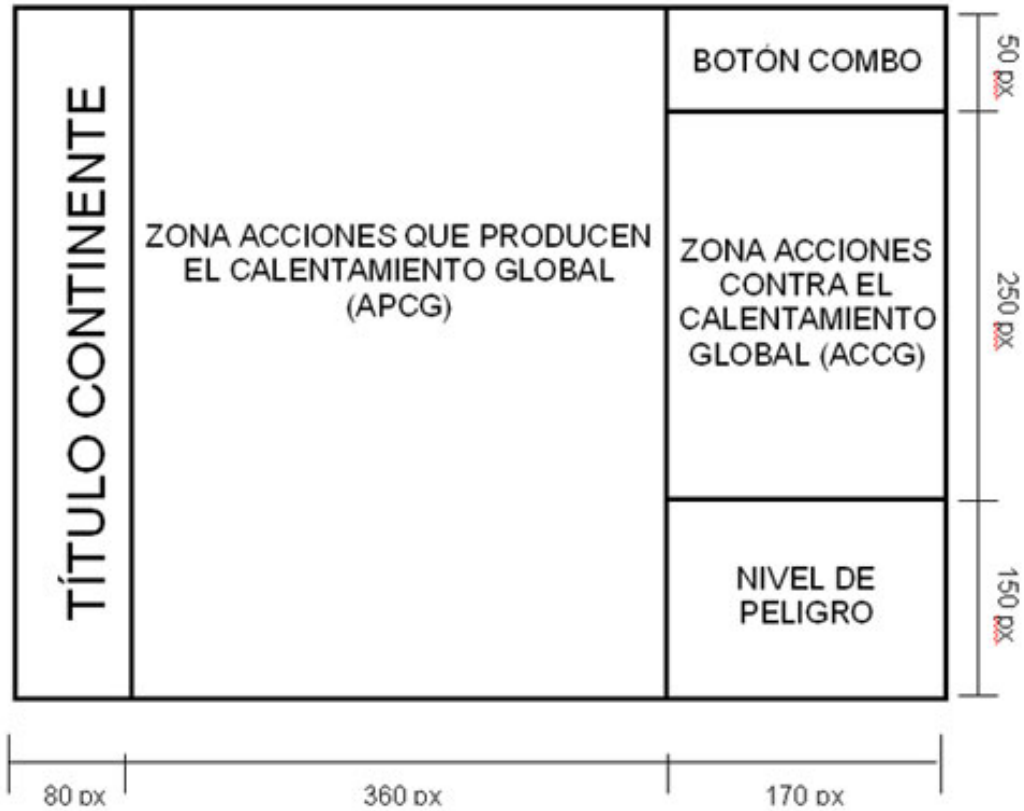 TÍTULO CONTINENTE
ZONA ACCIONES QUE PRODUCEN
EL CALENTAMIENTO GLOBAL
(APCG)
BOTÓN COMBO
ZONA ACCIONES
CONTRA EL
CALENTAMIENTO
GLOBAL (ACCG)
NIVEL DE
PELIGRO
50 px
250 px
150 px
80 px
360 px
170 px